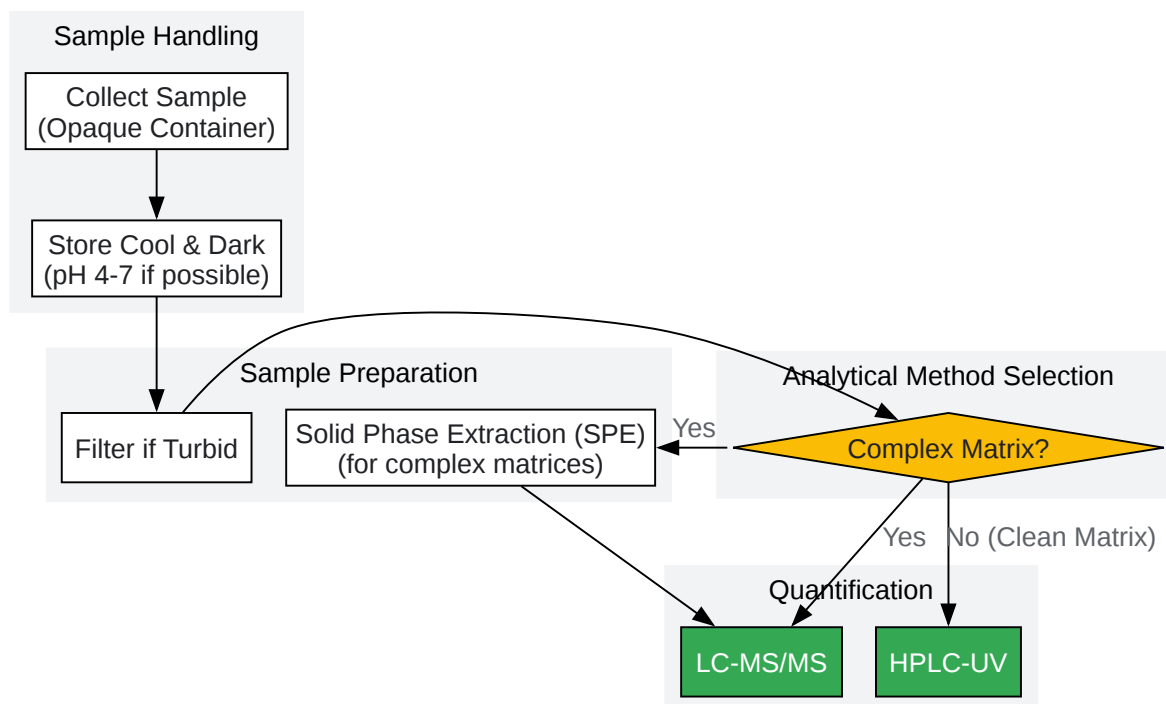 Sample Handling
Collect Sample
(Opaque Container)
Store Cool & Dark
(pH 4-7 if possible)
Sample Preparation
Analytical Method Selection
Filter if Turbid
Solid Phase Extraction (SPE)
(for complex matrices)
Yes
Complex Matrix?
Yes
No (Clean Matrix)
Quantification
LC-MS/MS
HPLC-UV